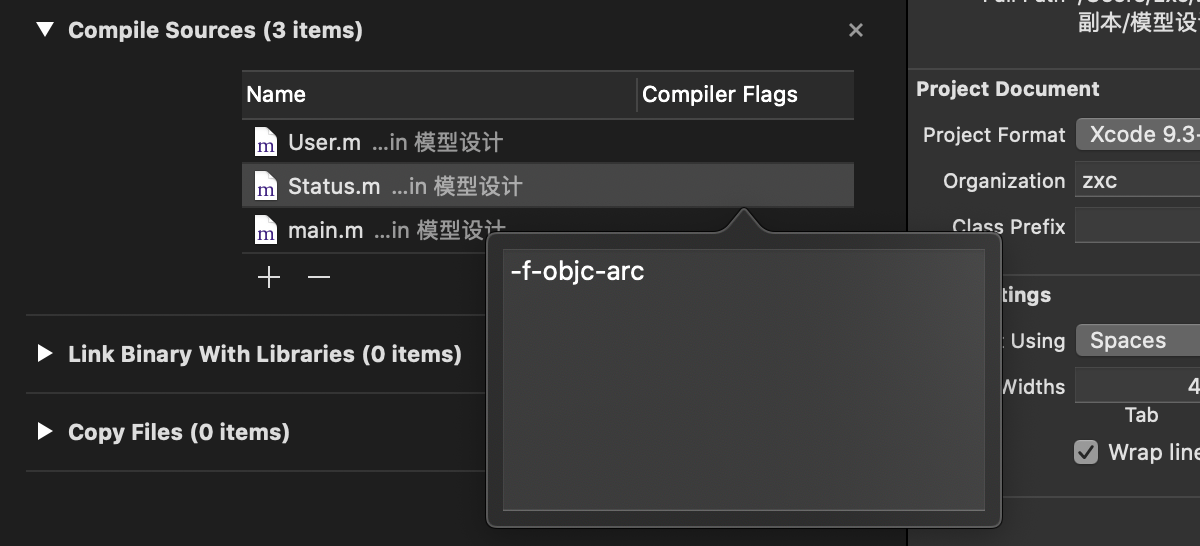 Compile Sources (3 items)
Name
Compiler Flags
User.m ...in 模型设计
Status.m ...in 模型设计
main.m ...in 模型设计
-f-objc-arc
Link Binary With Libraries (0 items)
Copy Files (0 items)
副本/模型设
Project Document
Project Format Xcode 9.3-
Organization zxc
Class Prefix
Using Spaces
Widths 4
Tab
Wrap line